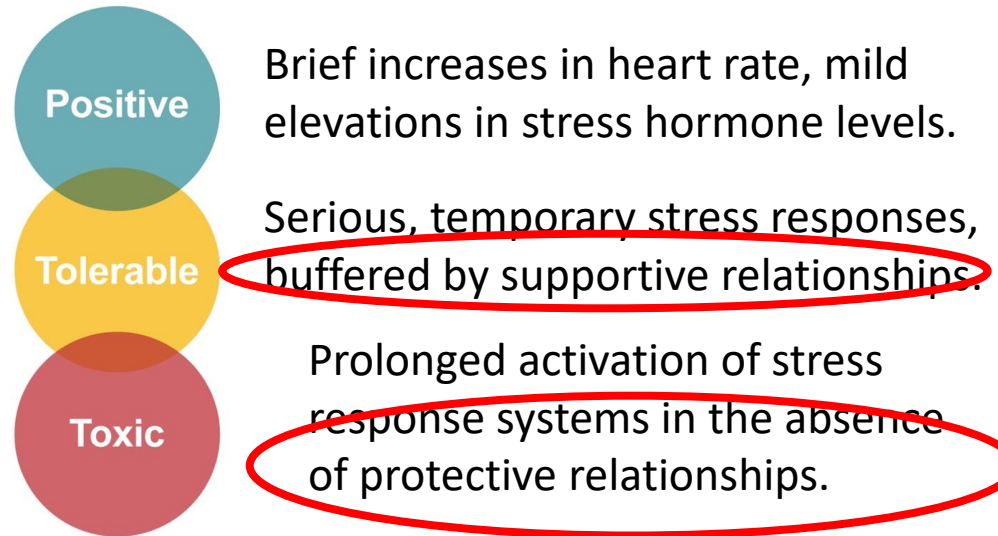 Positive
Brief increases in heart rate, mild
elevations in stress hormone levels.
Tolerable
Serious, temporary stress responses,
buffered by supportive relationships.
Toxic
Prolonged activation of stress
response systems in the absence
of protective relationships.